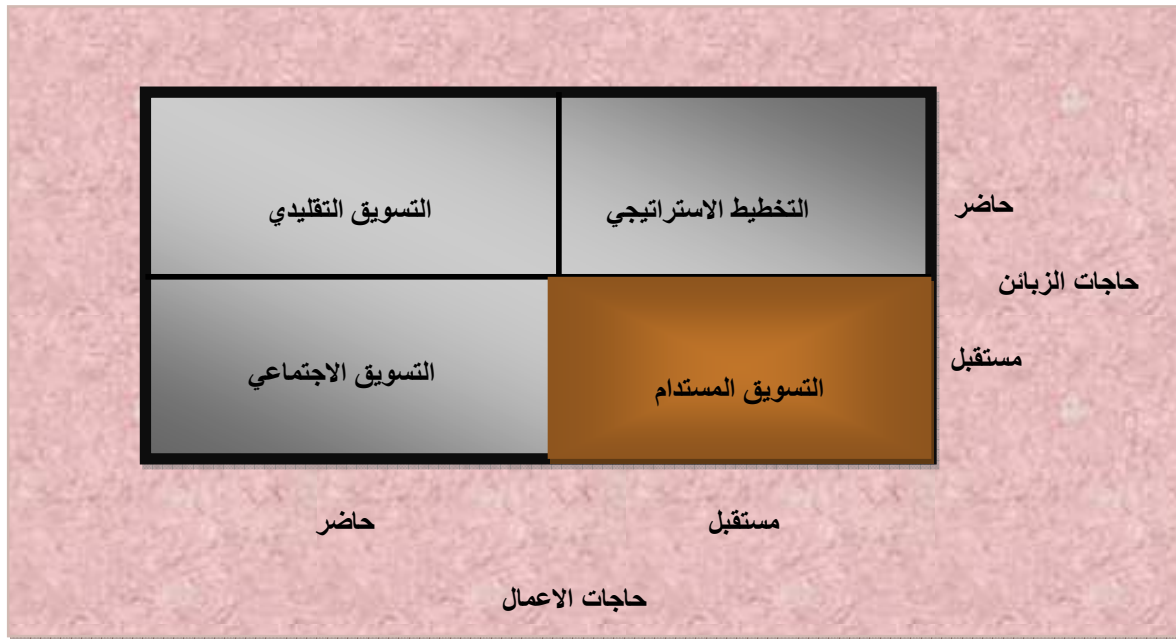 التخطيط الاستراتيجي
التسويق التقليدي
حاضر
حاجات الزبائن
التسويق المستدام
التسويق الاجتماعي
مستقبل
مستقبل
حاضر
حاجات الاعمال